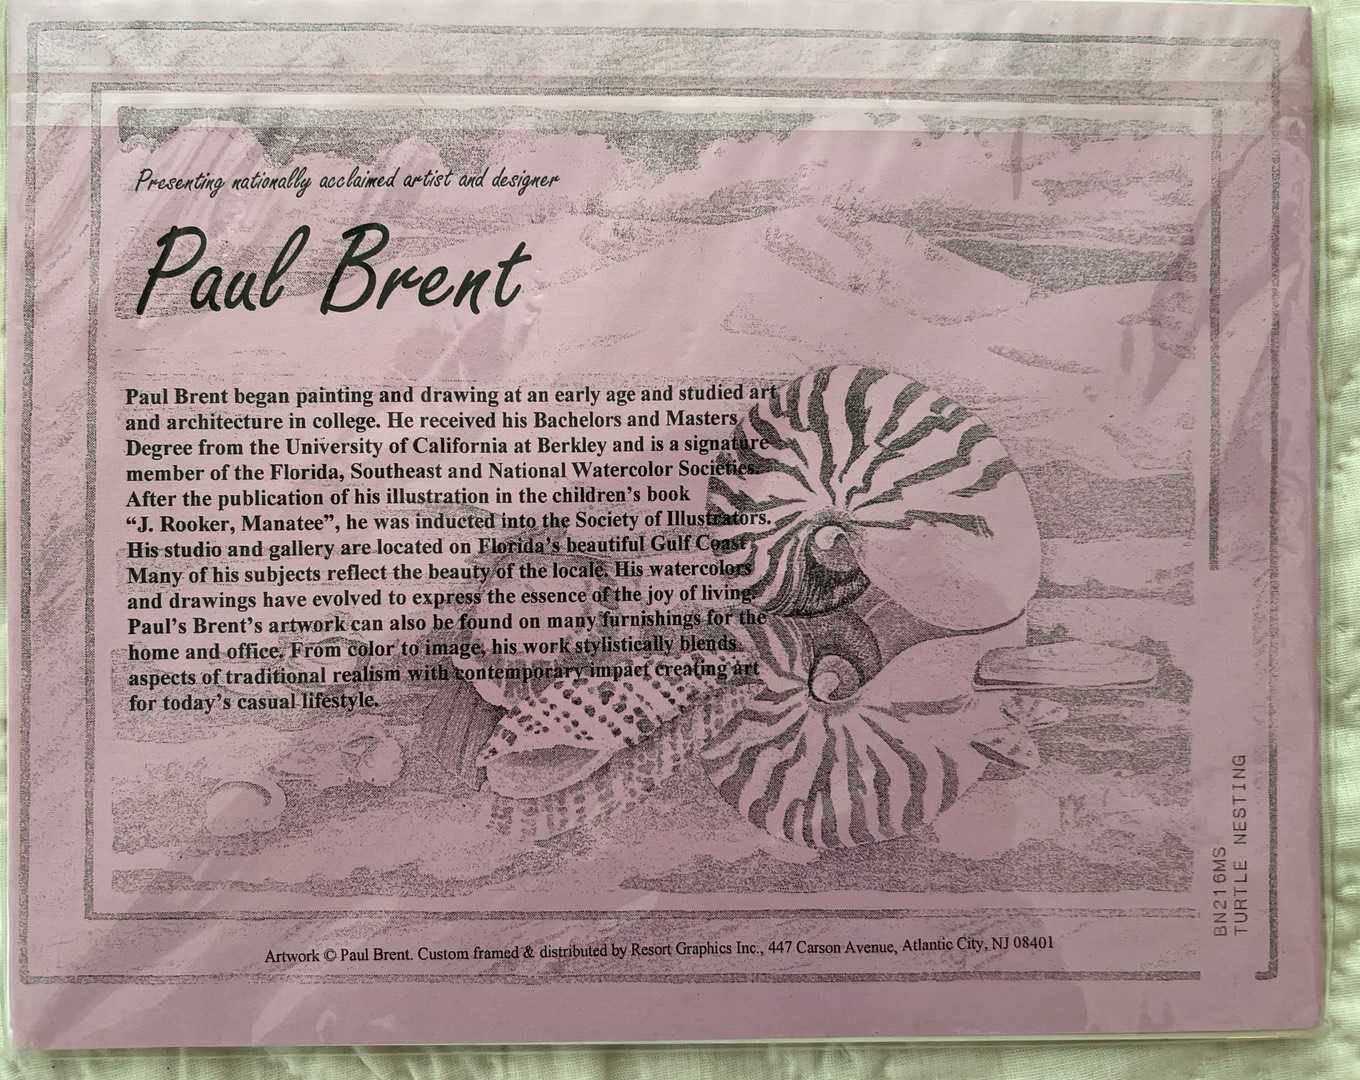 Presenting nationally acclaimed artist and designer
Paul Brent
Paul Brent began painting and drawing at an early age and studied art
and architecture in college. He received his Bachelors and Masters
Degree from the University of California at Berkley and is a signature
member of the Florida, Southeast and National Watercolor Societies.
After the publication of his illustration in the children's book
“J. Rooker, Manatee”, he was inducted into the Society of Illustrators.
His studio and gallery are located on Florida's beautiful Gulf Coast.
Many of his subjects reflect the beauty of the locale. His watercolors
and drawings have evolved to express the essence of the joy of living.
Paul's Brent's artwork can also be found on many furnishings for the
home and office. From color to image, his work stylistically blends
aspects of traditional realism with contemporary impact creating art
for today's casual lifestyle.
BN216MS
TURTLE NESTING
Artwork © Paul Brent. Custom framed & distributed by Resort Graphics Inc., 447 Carson Avenue, Atlantic City, NJ 08401